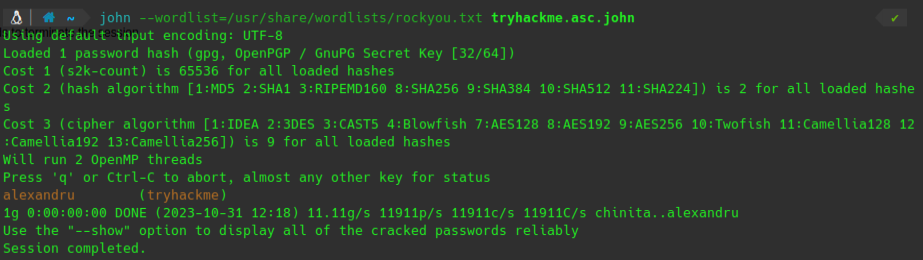 ~ john --wordlist=/usr/share/wordlists/rockyou.txt tryhackme.asc.john ✓
Using default input encoding: UTF-8
Loaded 1 password hash (gpg, OpenPGP / GnuPG Secret Key [32/64])
Cost 1 (s2k-count) is 65536 for all loaded hashes
Cost 2 (hash algorithm [1:MD5 2:SHA1 3:RIPEMD160 8:SHA256 9:SHA384 10:SHA512 11:SHA224]) is 2 for all loaded hashe
s
Cost 3 (cipher algorithm [1:IDEA 2:3DES 3:CAST5 4:Blowfish 7:AES128 8:AES192 9:AES256 10:Twofish 11:Camellia128 12
:Camellia192 13:Camellia256]) is 9 for all loaded hashes
Will run 2 OpenMP threads
Press 'q' or Ctrl-C to abort, almost any other key for status
alexandru        (tryhackme)
1g 0:00:00:00 DONE (2023-10-31 12:18) 11.11g/s 11911p/s 11911c/s 11911C/s chinita..alexandru
Use the "--show" option to display all of the cracked passwords reliably
Session completed.